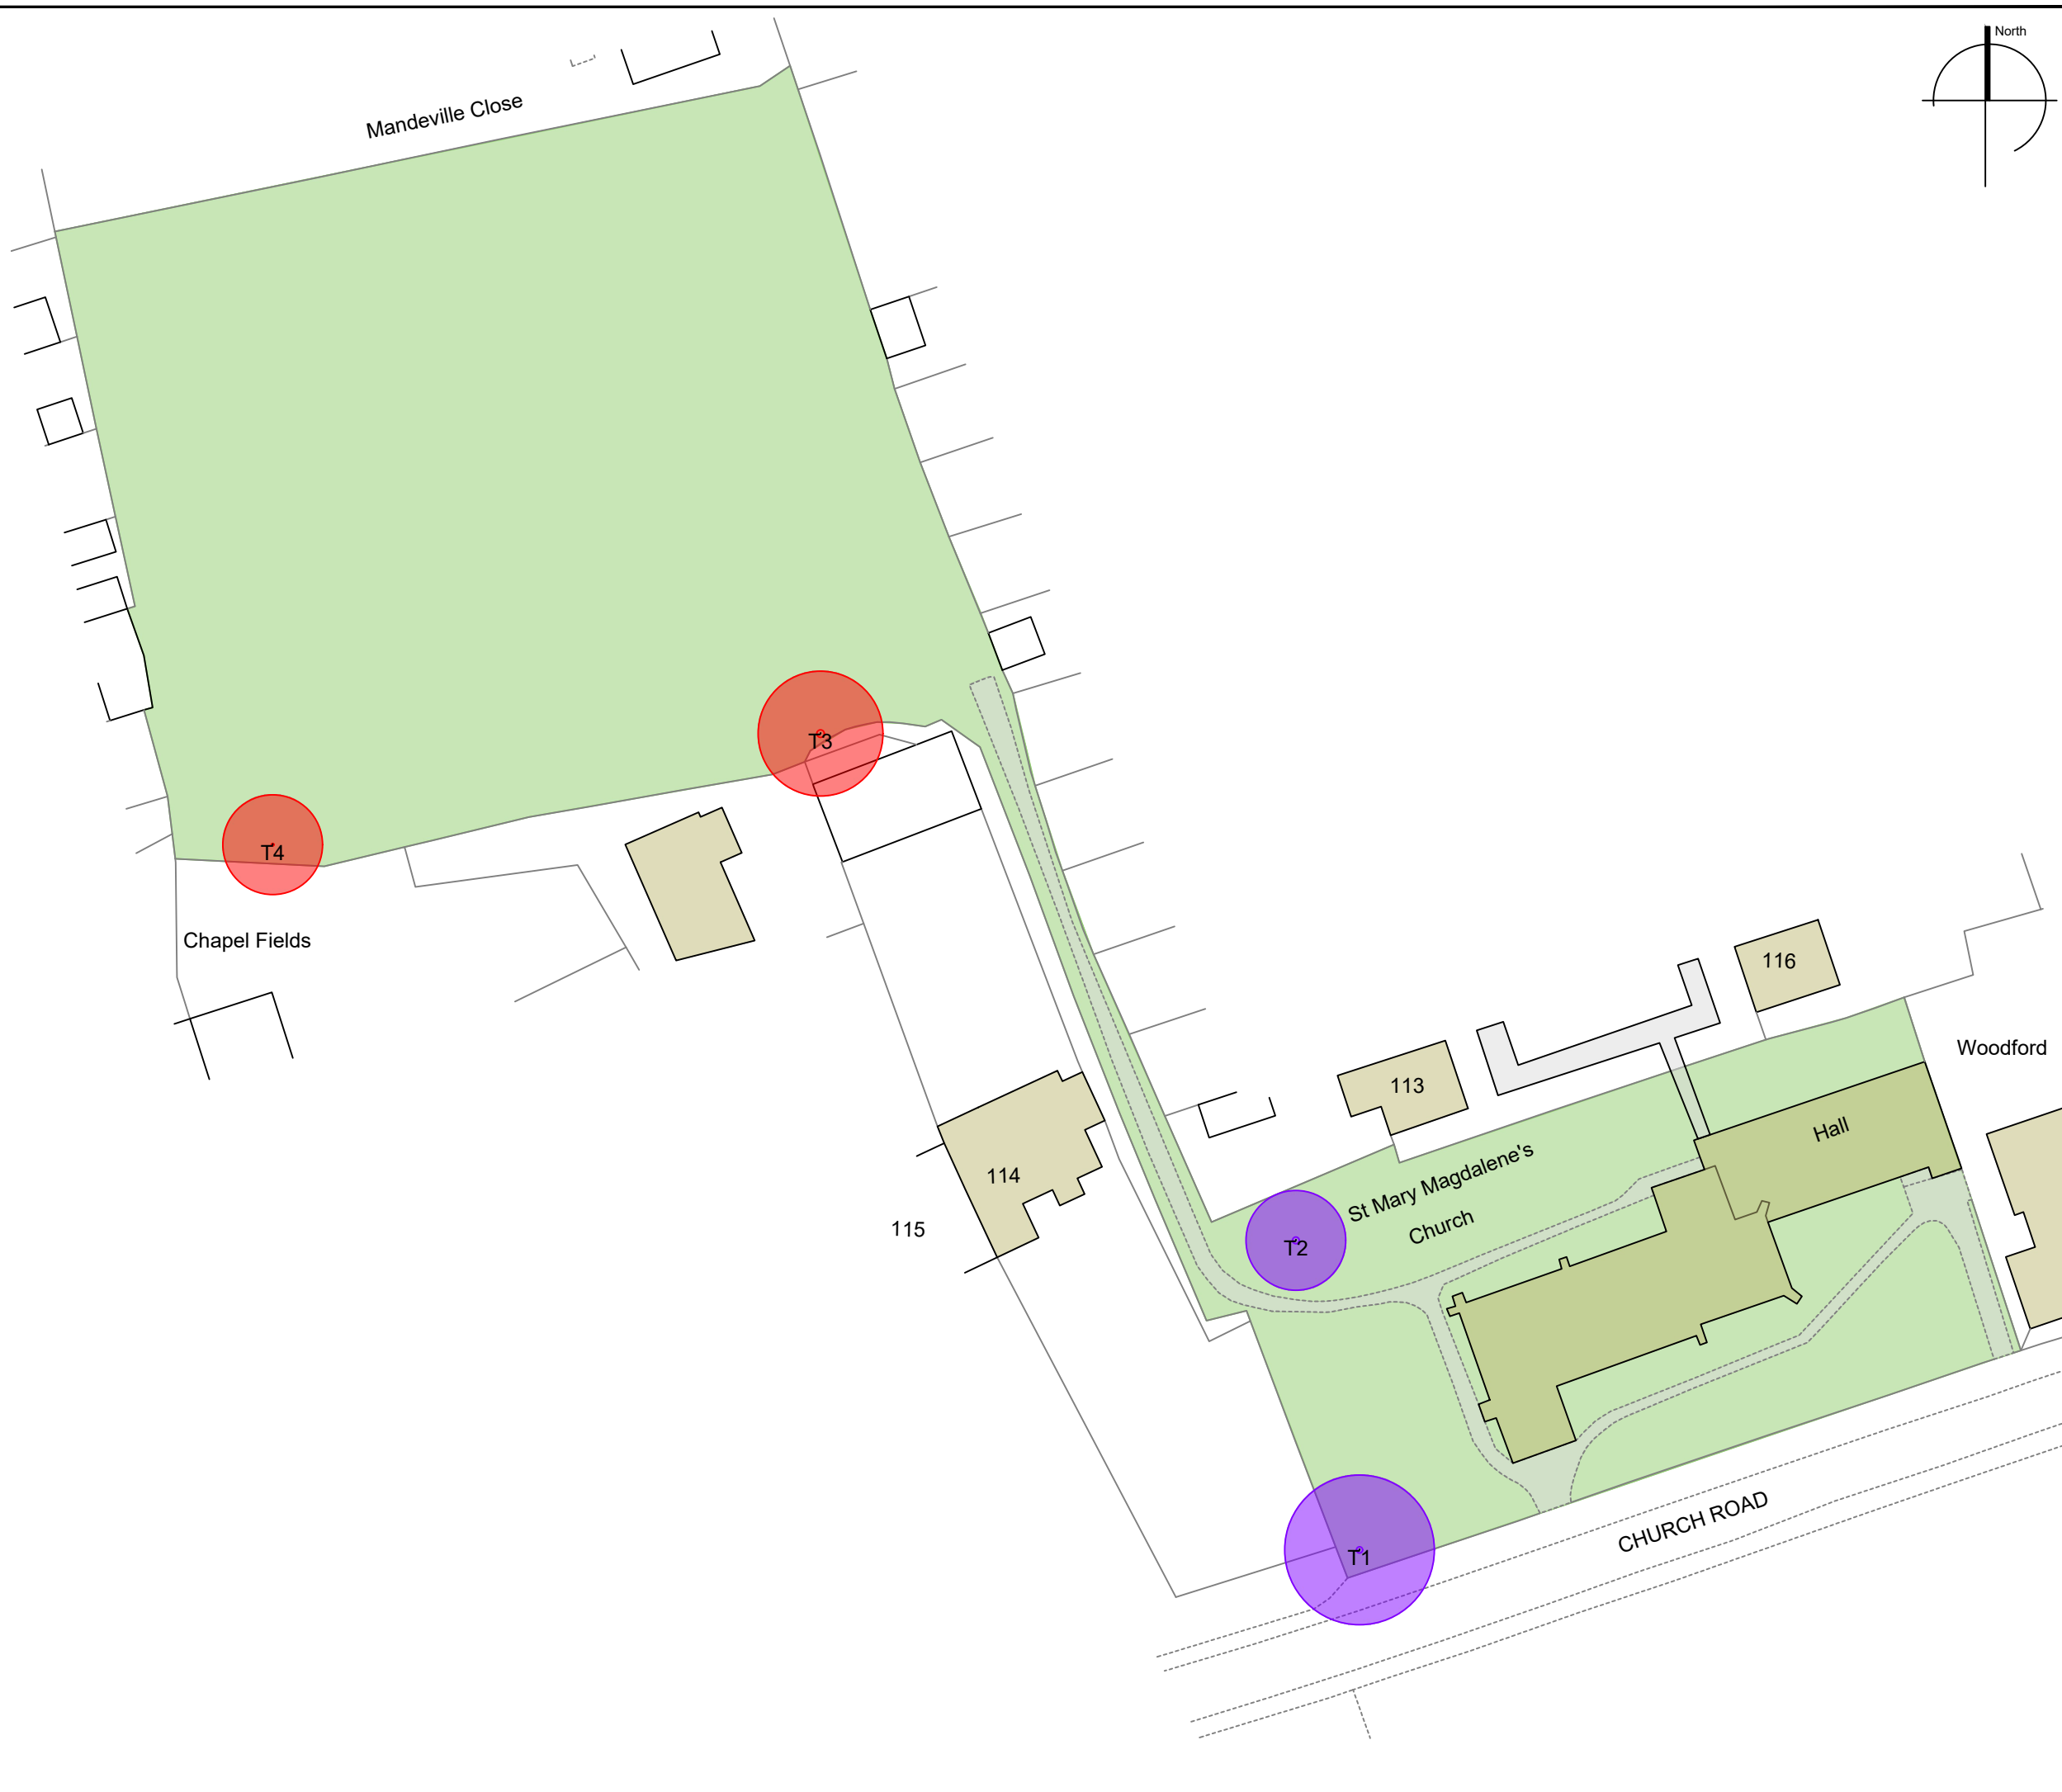 North
Mandeville Close
T3
T4
Chapel Fields
116
Woodford
113
Hall
St Mary Magdalene's
Church
114
115
T2
CHURCH ROAD
T1